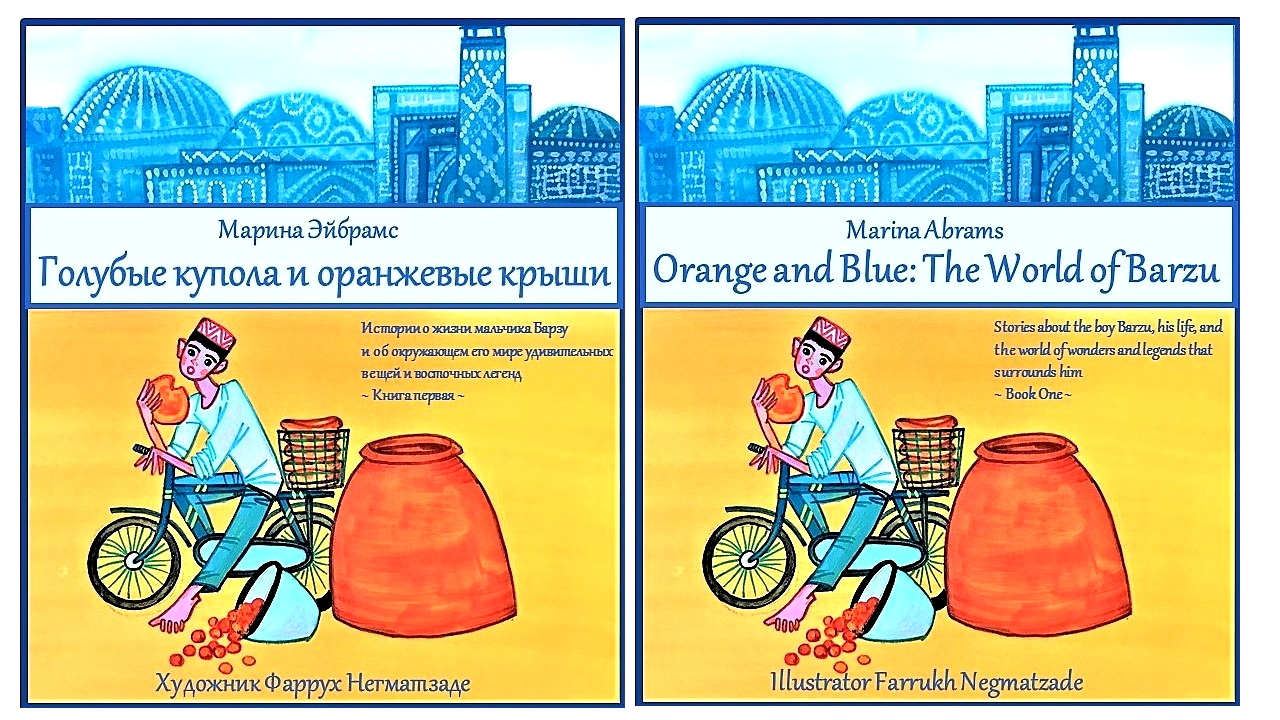 Марина Эйбрамс
Голубые купола и оранжевые крыши
Истории о жизни мальчика Барзу
и об окружающем его мире удивительных
вещей и восточных легенд
~ Книга первая ~
Художник Фаррух Негматзаде
Marina Abrams
Orange and Blue: The World of Barzu
Stories about the boy Barzu, his life, and
the world of wonders and legends that
surrounds him
~ Book One ~
Illustrator Farrukh Negmatzade